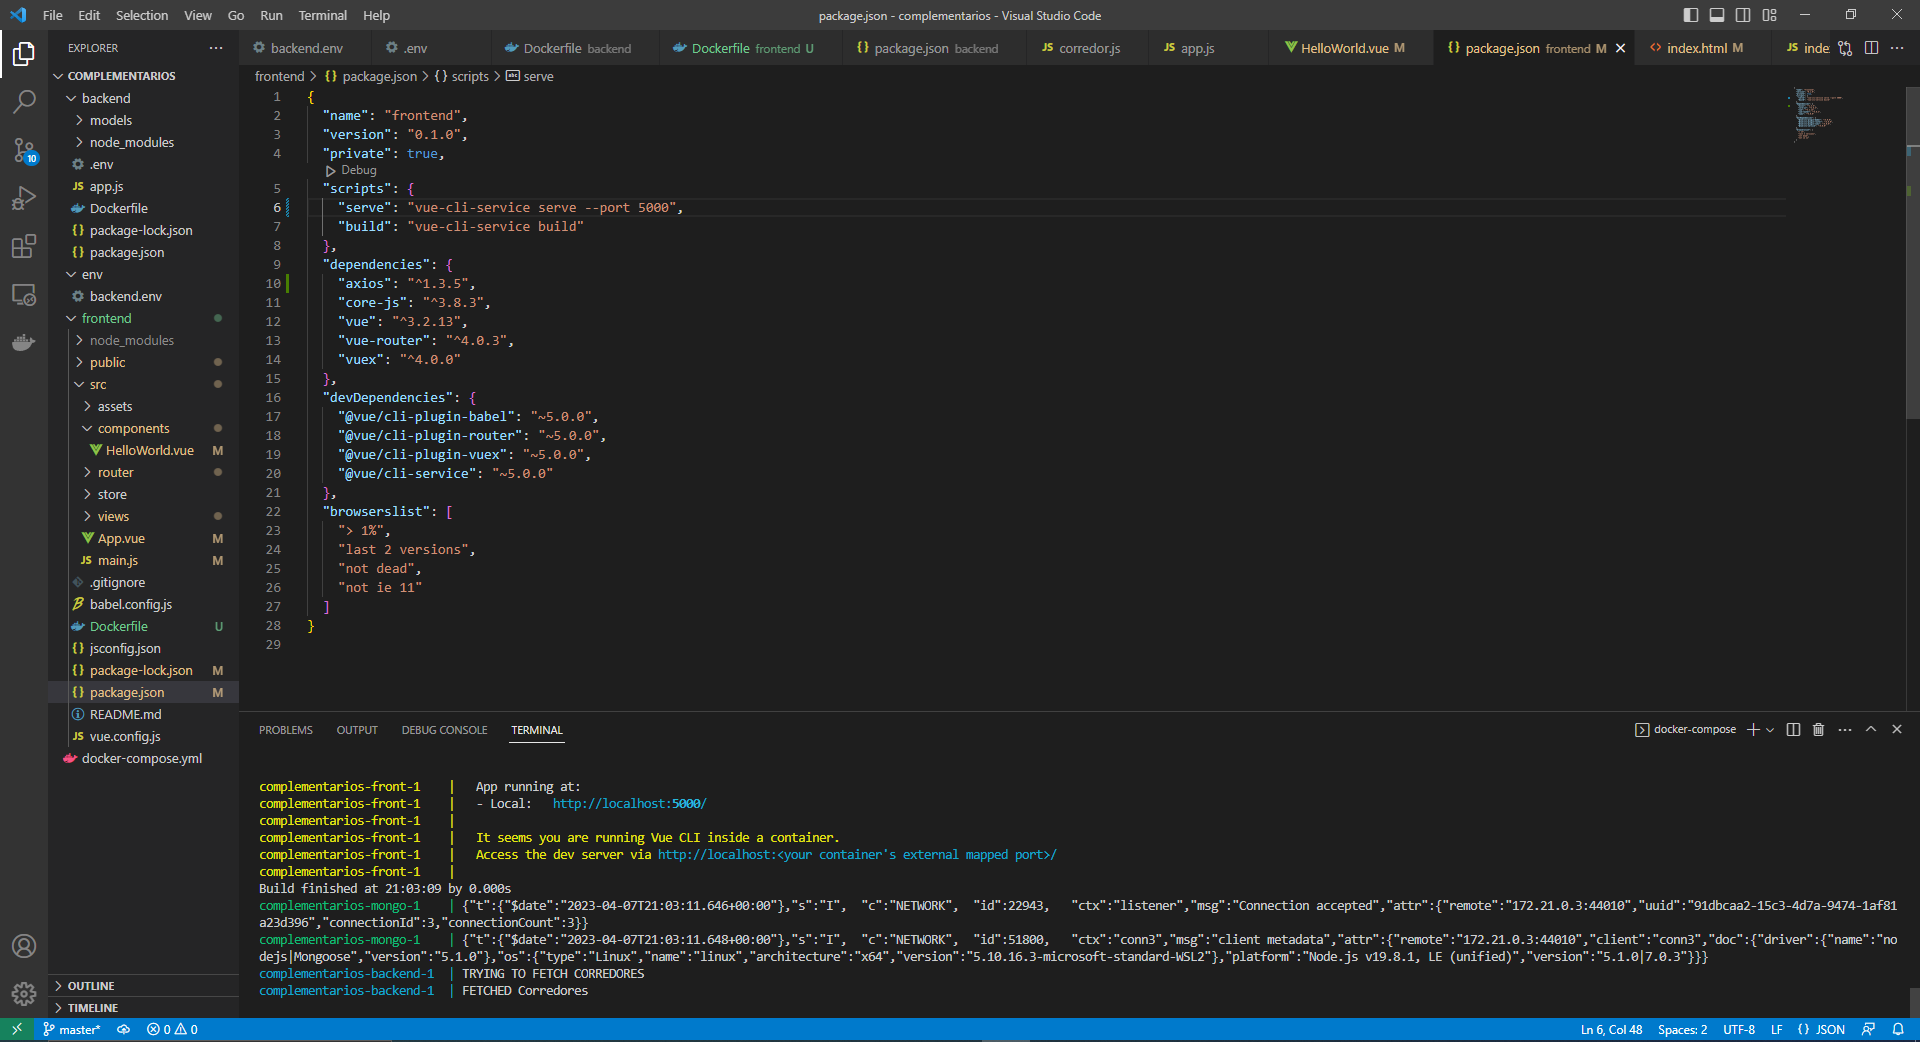 File Edit Selection View Go Run Terminal Help
package.json - complementarios - Visual Studio Code
EXPLORER
COMPLEMENTARIOS
backend
models
node_modules
.env
app.js
Dockerfile
package-lock.json
package.json
env
backend.env
frontend
node_modules
public
src
assets
components
HelloWorld.vue M
router
store
views
App.vue M
main.js M
.gitignore
babel.config.js
Dockerfile U
jsconfig.json
package-lock.json M
package.json M
README.md
vue.config.js
docker-compose.yml
OUTLINE
TIMELINE
10
backend.env .env Dockerfile backend Dockerfile frontend U package.json backend corredor.js app.js HelloWorld.vue M package.json frontend M index.html M inde
frontend > package.json > scripts > serve
1 {
2 "name": "frontend",
3 "version": "0.1.0",
4 "private": true,
Debug
5 "scripts": {
6 "serve": "vue-cli-service serve --port 5000",
7 "build": "vue-cli-service build"
8 },
9 "dependencies": {
10 "axios": "^1.3.5",
11 "core-js": "^3.8.3",
12 "vue": "^3.2.13",
13 "vue-router": "^4.0.3",
14 "vuex": "^4.0.0"
15 },
16 "devDependencies": {
17 "@vue/cli-plugin-babel": "~5.0.0",
18 "@vue/cli-plugin-router": "~5.0.0",
19 "@vue/cli-plugin-vuex": "~5.0.0",
20 "@vue/cli-service": "~5.0.0"
21 },
22 "browserslist": [
23 "> 1%",
24 "last 2 versions",
25 "not dead",
26 "not ie 11"
27 ]
28 }
29
PROBLEMS OUTPUT DEBUG CONSOLE TERMINAL
docker-compose
complementarios-front-1 | App running at:
complementarios-front-1 | - Local: http://localhost:5000/
complementarios-front-1 |
complementarios-front-1 | It seems you are running Vue CLI inside a container.
complementarios-front-1 | Access the dev server via http://localhost:<your container's external mapped port>/
complementarios-front-1 |
Build finished at 21:03:09 by 0.000s
complementarios-mongo-1 | {"t":{"$date":"2023-04-07T21:03:11.646+00:00"},"s":"I", "c":"NETWORK", "id":22943, "ctx":"listener","msg":"Connection accepted","attr":{"remote":"172.21.0.3:44010","uuid":"91dbcaa2-15c3-4d7a-9474-1af81
a23d396","connectionId":3,"connectionCount":3}}
complementarios-mongo-1 | {"t":{"$date":"2023-04-07T21:03:11.648+00:00"},"s":"I", "c":"NETWORK", "id":51800, "ctx":"conn3","msg":"client metadata","attr":{"remote":"172.21.0.3:44010","client":"conn3","doc":{"driver":{"name":"no
dejs|Mongoose","version":"5.1.0"},"os":{"type":"Linux","name":"linux","architecture":"x64","version":"5.10.16.3-microsoft-standard-WSL2"},"platform":"Node.js v19.8.1, LE (unified)","version":"5.1.0|7.0.3"}}}
complementarios-backend-1 | TRYING TO FETCH CORREDORES
complementarios-backend-1 | FETCHED Corredores
master* 0 0 Ln 6, Col 48 Spaces: 2 UTF-8 LF {} JSON